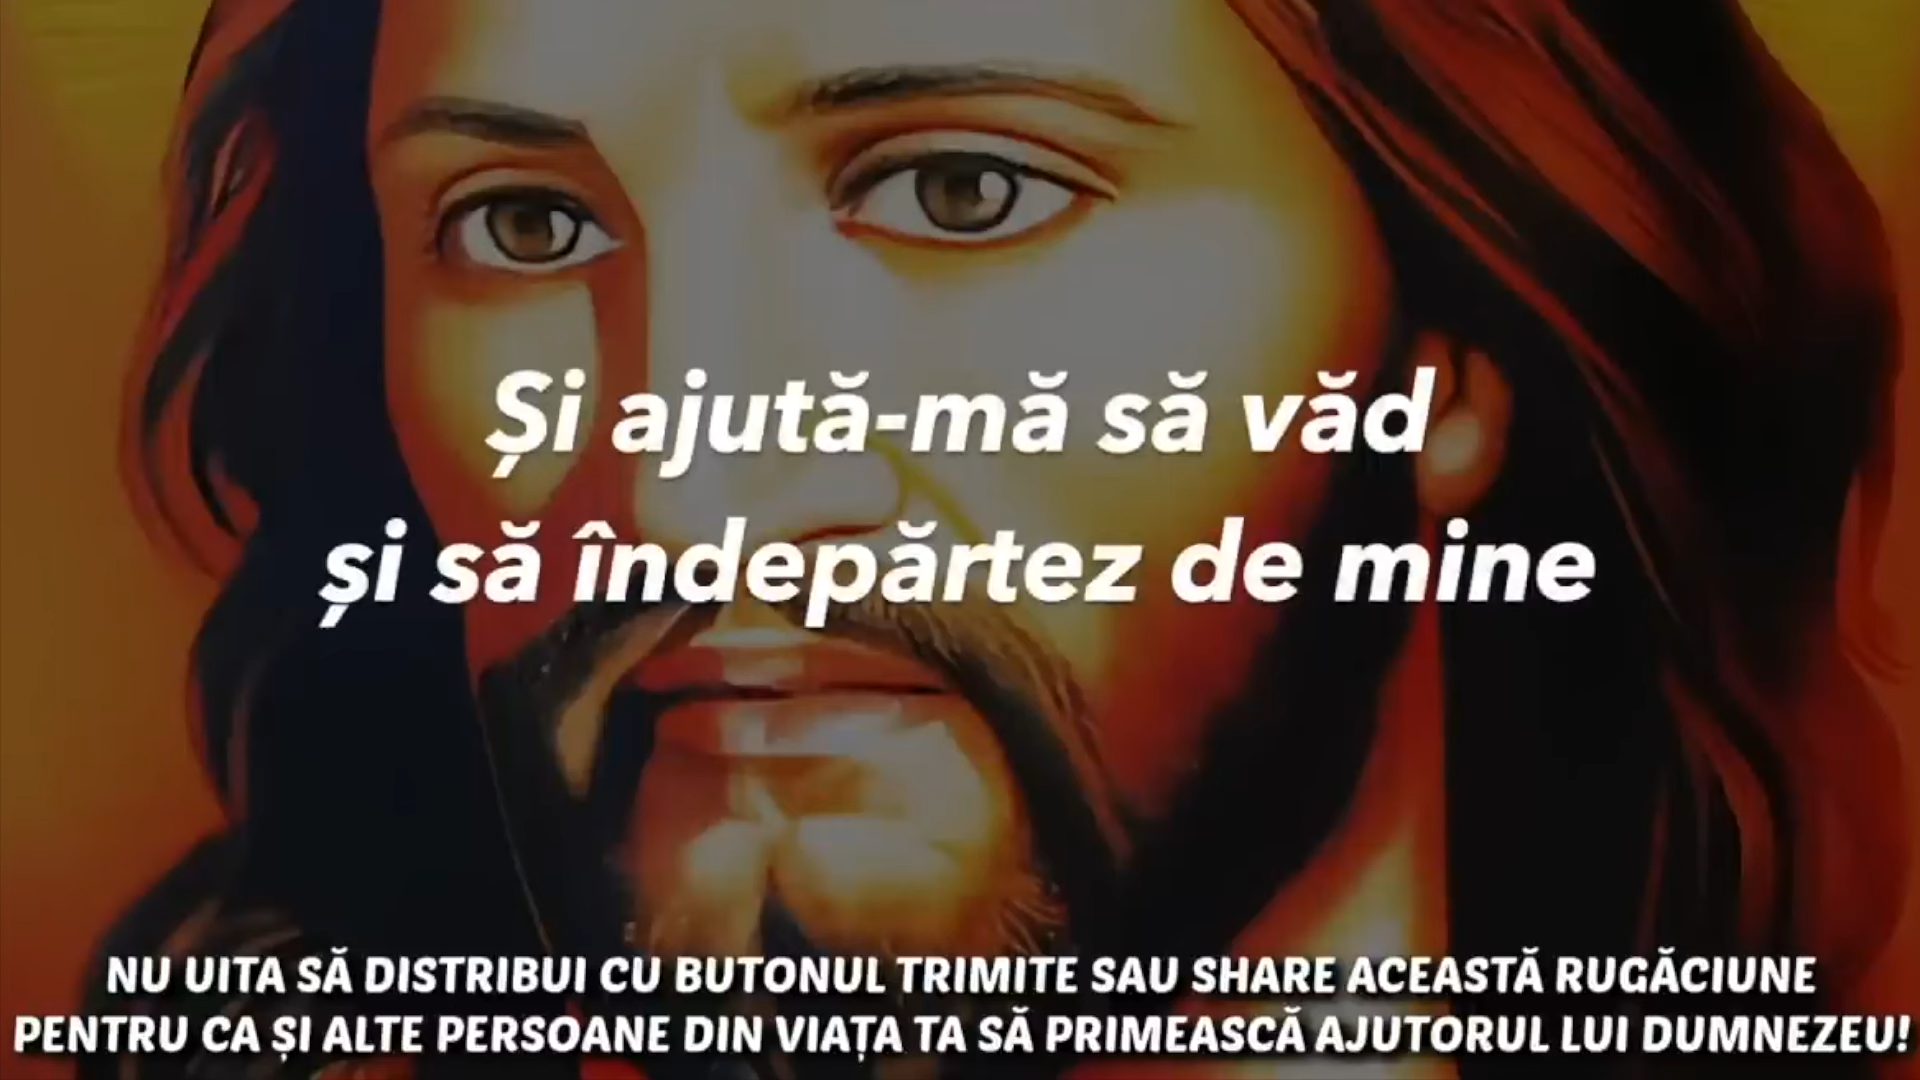 Și ajută-mă să văd
și să îndepărtez de mine
NU UITA SĂ DISTRIBUI CU BUTONUL TRIMITE SAU SHARE ACEASTĂ RUGĂCIUNE
PENTRU CA ȘI ALTE PERSOANE DIN VIAȚA TA SĂ PRIMEASCĂ AJUTORUL LUI DUMNEZEU!